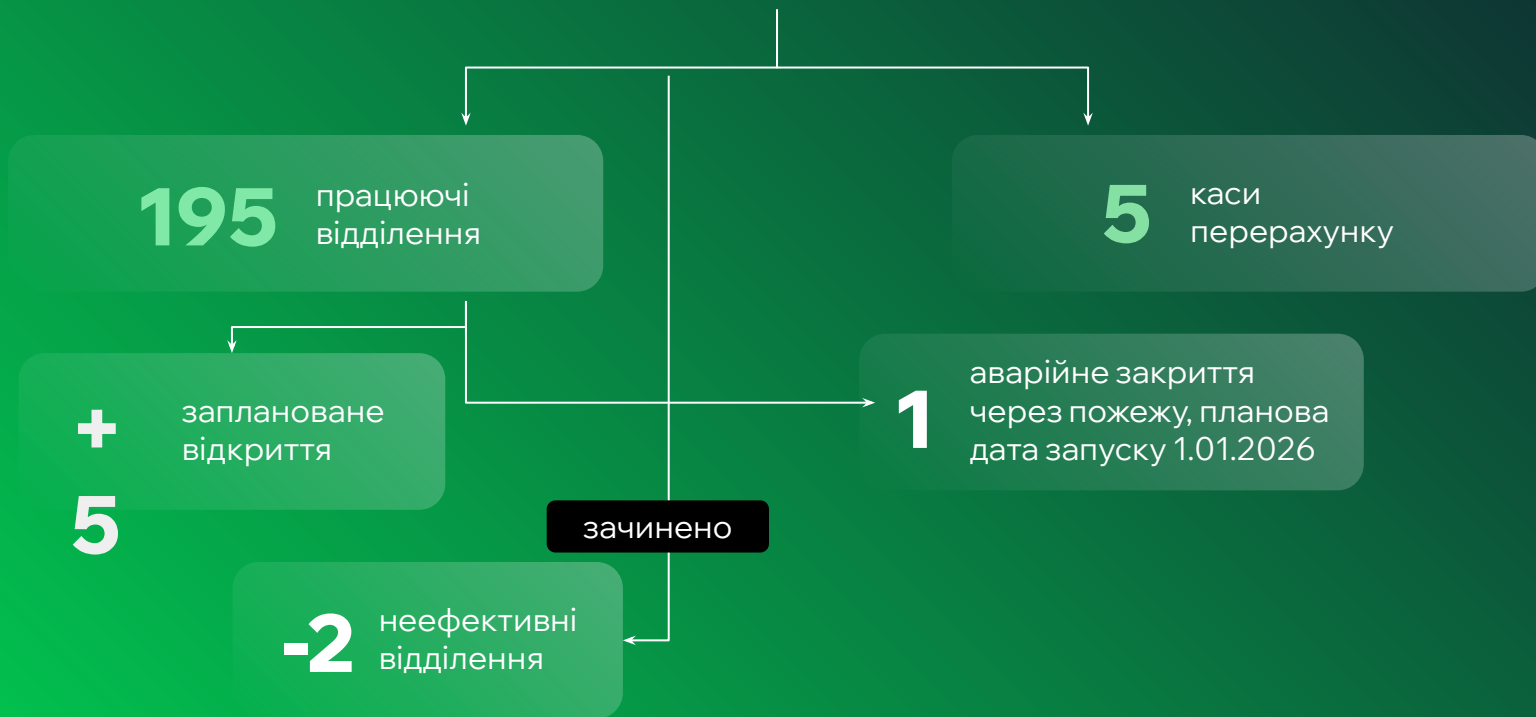 195
працюючі
відділення
5
каси
перерахунку
+
5
заплановане
відкриття
1
аварійне закриття
через пожежу, планова
дата запуску 1.01.2026
зачинено
-2
неефективні
відділення